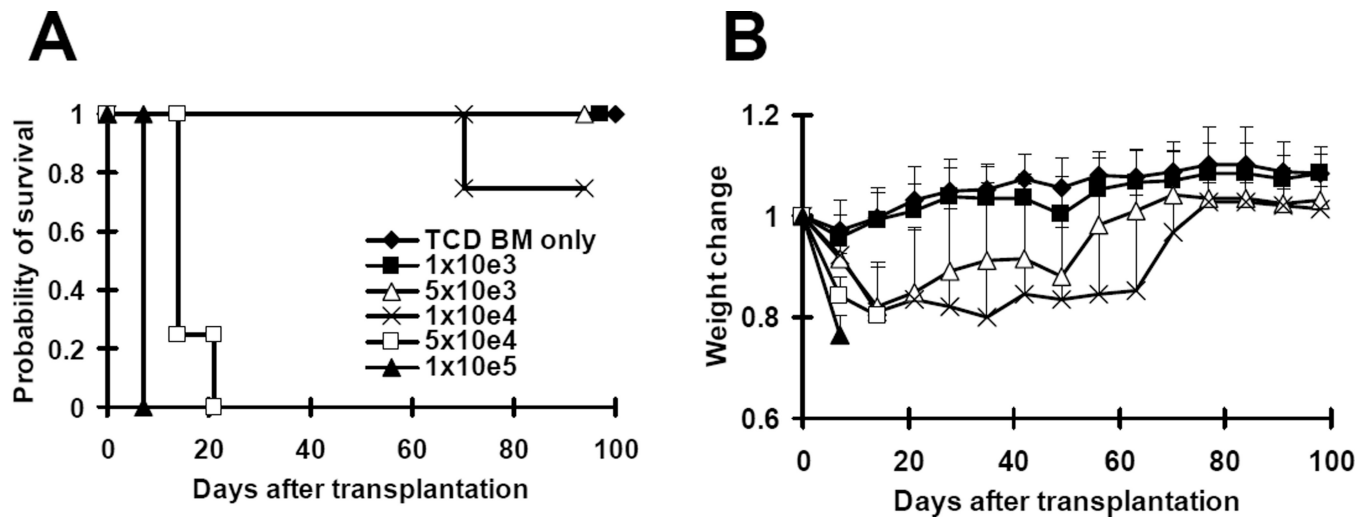 A
Probability of survival
1
0.8
0.6
0.4
0.2
0
TCD BM only
1x10e3
5x10e3
1x10e4
5x10e4
1x10e5
0 20 40 60 80 100
Days after transplantation
B
Weight change
1.2
1
0.8
0.6
0 20 40 60 80 100
Days after transplantation